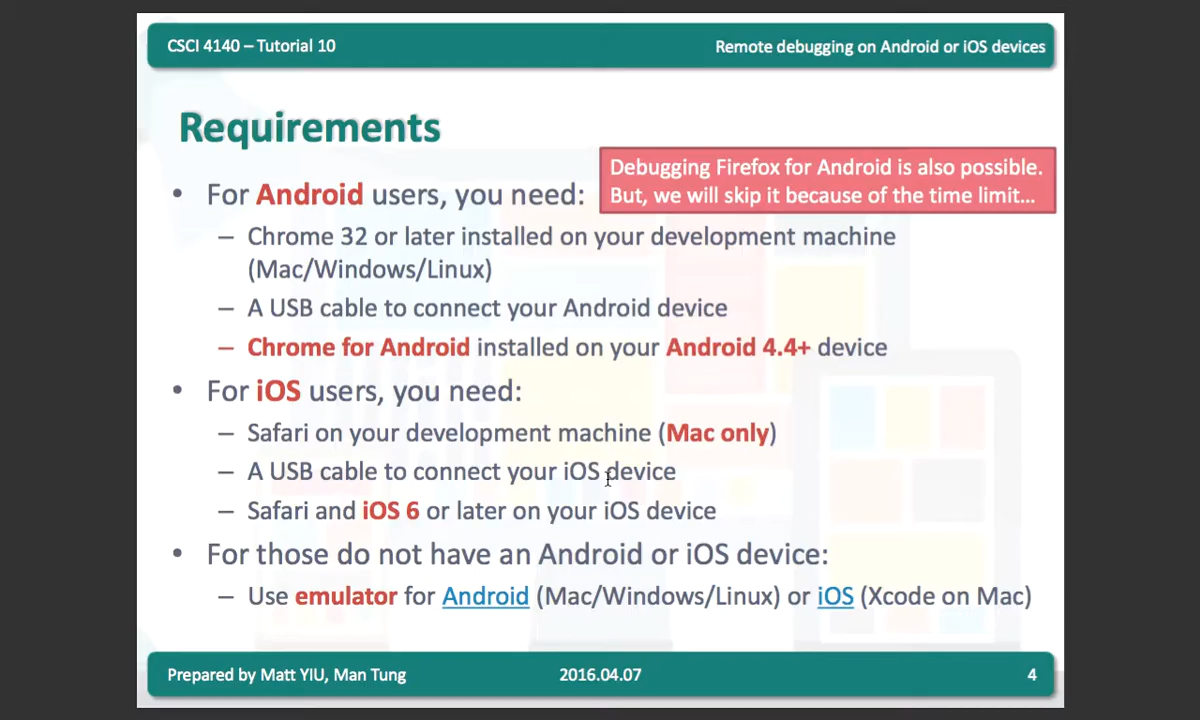 CSCI 4140 – Tutorial 10
Remote debugging on Android or iOS devices
Requirements
Debugging Firefox for Android is also possible.
But, we will skip it because of the time limit…
• For Android users, you need:
– Chrome 32 or later installed on your development machine
(Mac/Windows/Linux)
– A USB cable to connect your Android device
– Chrome for Android installed on your Android 4.4+ device
• For iOS users, you need:
– Safari on your development machine (Mac only)
– A USB cable to connect your iOS device
– Safari and iOS 6 or later on your iOS device
• For those do not have an Android or iOS device:
– Use emulator for Android (Mac/Windows/Linux) or iOS (Xcode on Mac)
Prepared by Matt YIU, Man Tung
2016.04.07
4